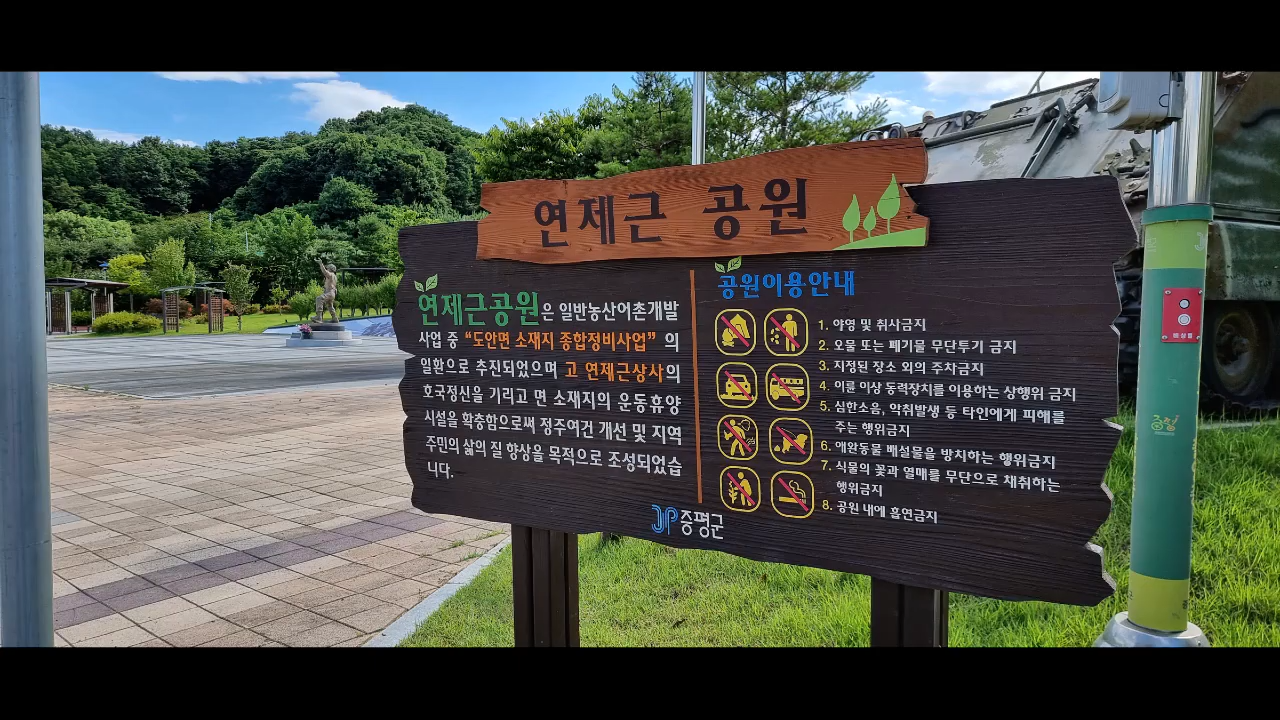 연제근 공원
연제근공원은 일반농산어촌개발
사업 중 “도안면 소재지 종합정비사업” 의
일환으로 추진되었으며 고 연제근상사의
호국정신을 기리고 면 소재지의 운동휴양
시설을 확충함으로써 정주여건 개선 및 지역
주민의 삶의 질 향상을 목적으로 조성되었습
니다.
공원이용안내
1. 야영 및 취사금지
2. 오물 또는 폐기물 무단투기 금지
3. 지정된 장소 외의 주차금지
4. 이륜 이상 동력장치를 이용하는 상행위 금지
5. 심한소음, 악취발생 등 타인에게 피해를
주는 행위금지
6. 애완동물 배설물을 방치하는 행위금지
7. 식물의 꽃과 열매를 무단으로 채취하는
행위금지
8. 공원 내에 흡연금지
증평군
비상벨